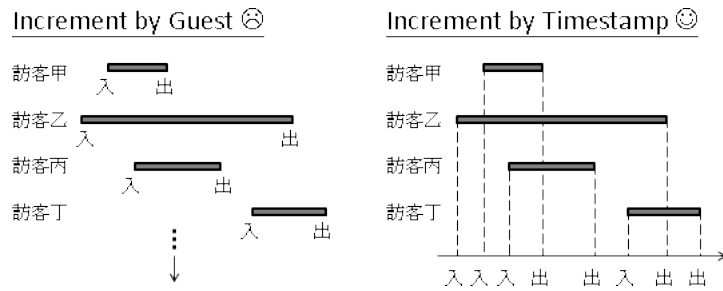 Increment by Guest ☹
訪客甲
入 出
訪客乙
入 出
訪客丙
入 出
訪客丁
入 出
Increment by Timestamp ☺
訪客甲
訪客乙
訪客丙
訪客丁
入 入 入 出 出 入 出 出